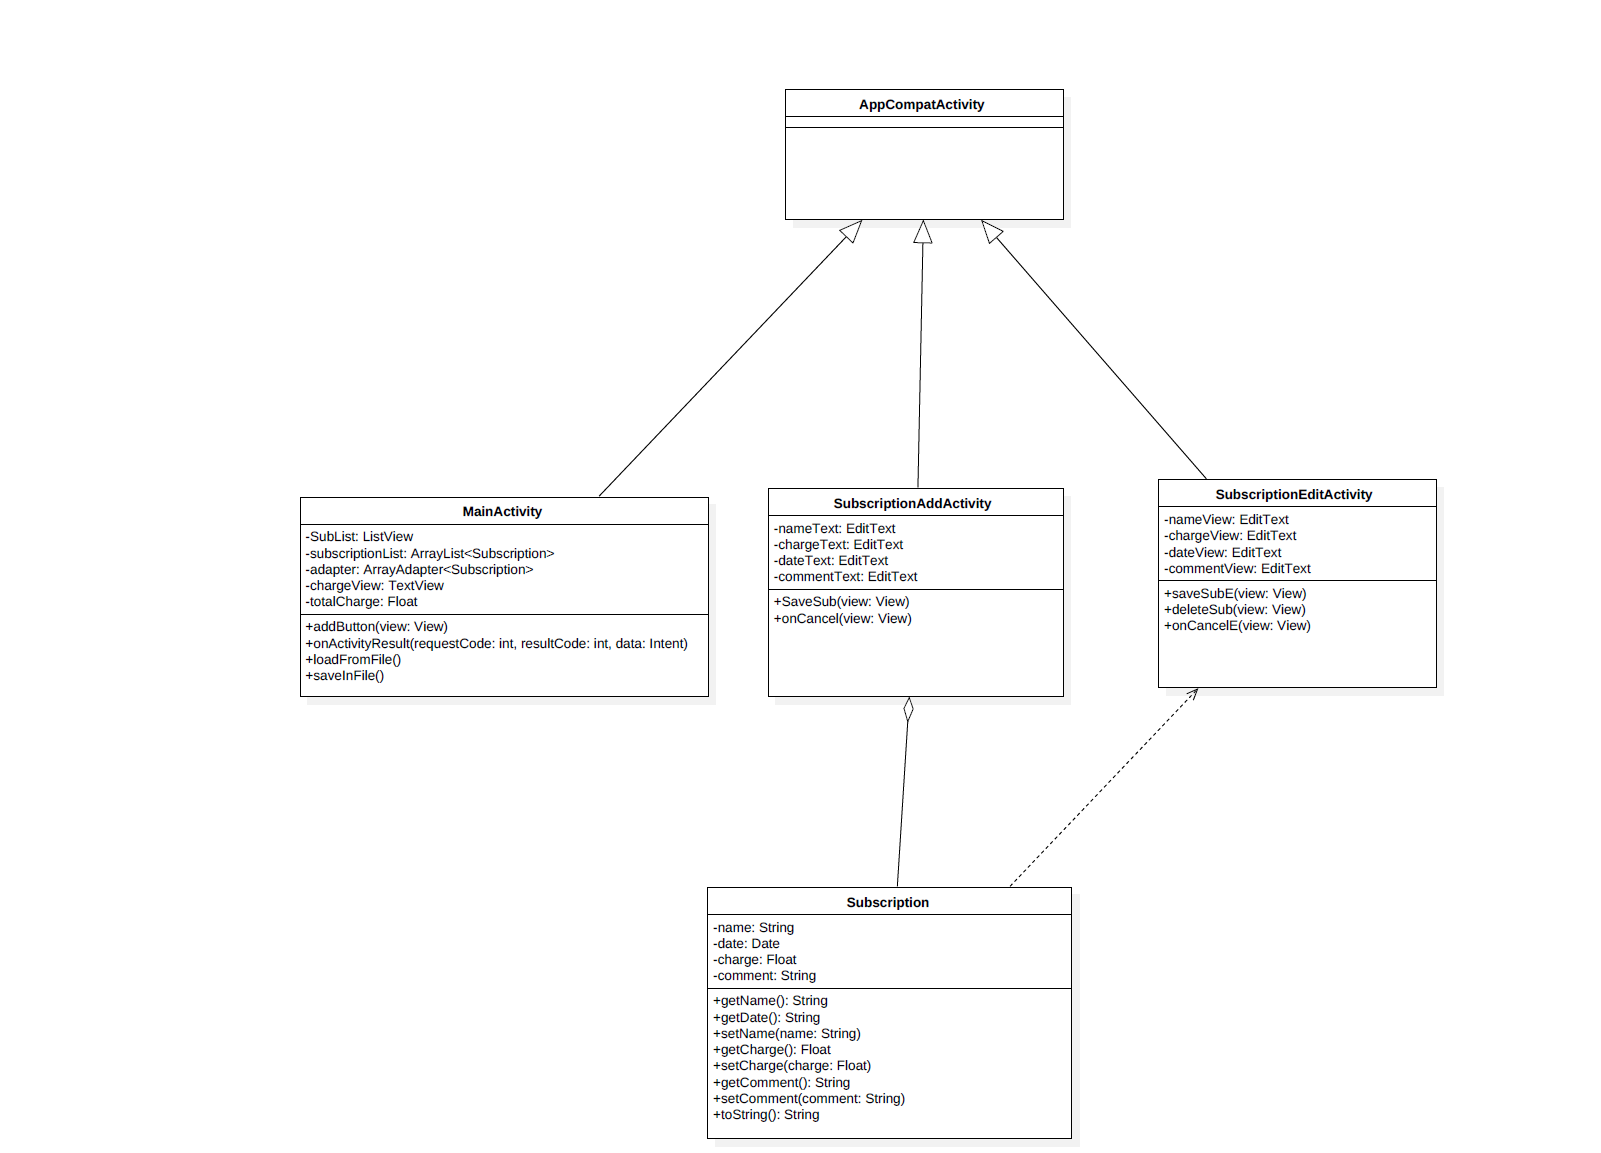 AppCompatActivity
MainActivity
-SubList: ListView
-subscriptionList: ArrayList<Subscription>
-adapter: ArrayAdapter<Subscription>
-chargeView: TextView
-totalCharge: Float
+addButton(view: View)
+onActivityResult(requestCode: int, resultCode: int, data: Intent)
+loadFromFile()
+saveInFile()
SubscriptionAddActivity
-nameText: EditText
-chargeText: EditText
-dateText: EditText
-commentText: EditText
+SaveSub(view: View)
+onCancel(view: View)
SubscriptionEditActivity
-nameView: EditText
-chargeView: EditText
-dateView: EditText
-commentView: EditText
+saveSubE(view: View)
+deleteSub(view: View)
+onCancelE(view: View)
Subscription
-name: String
-date: Date
-charge: Float
-comment: String
+getName(): String
+getDate(): String
+setName(name: String)
+getCharge(): Float
+setCharge(charge: Float)
+getComment(): String
+setComment(comment: String)
+toString(): String